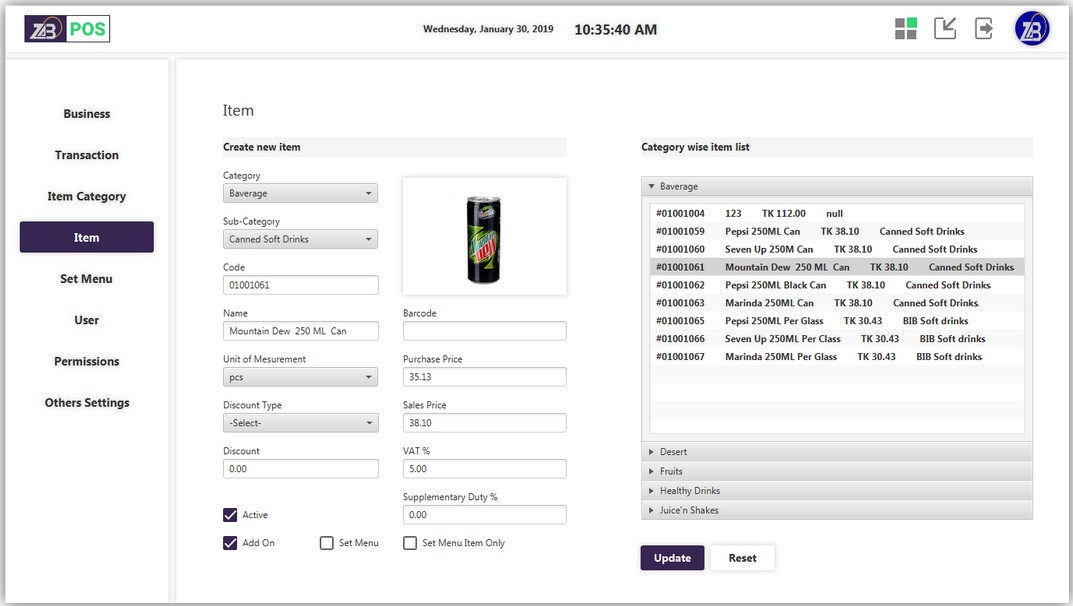 ZB POS
Wednesday, January 30, 2019 10:35:40 AM
ZB
Business
Transaction
Item Category
Item
Set Menu
User
Permissions
Others Settings
Item
Create new item
Category
Baverage
Sub-Category
Canned Soft Drinks
Code
01001061
Name
Mountain Dew 250 ML Can
Unit of Mesurement
pcs
Discount Type
-Select-
Discount
0.00
Active
Add On
Set Menu
Mountain Dew
Barcode
Purchase Price
35.13
Sales Price
38.10
VAT %
5.00
Supplementary Duty %
0.00
Set Menu Item Only
Category wise item list
Baverage
#01001004 123 TK 112.00 null
#01001059 Pepsi 250ML Can TK 38.10 Canned Soft Drinks
#01001060 Seven Up 250M Can TK 38.10 Canned Soft Drinks
#01001061 Mountain Dew 250 ML Can TK 38.10 Canned Soft Drinks
#01001062 Pepsi 250ML Black Can TK 38.10 Canned Soft Drinks
#01001063 Marinda 250ML Can TK 38.10 Canned Soft Drinks
#01001065 Pepsi 250ML Per Glass TK 30.43 BIB Soft drinks
#01001066 Seven Up 250ML Per Class TK 30.43 BIB Soft drinks
#01001067 Marinda 250ML Per Glass TK 30.43 BIB Soft drinks
Desert
Fruits
Healthy Drinks
Juice'n Shakes
Update Reset